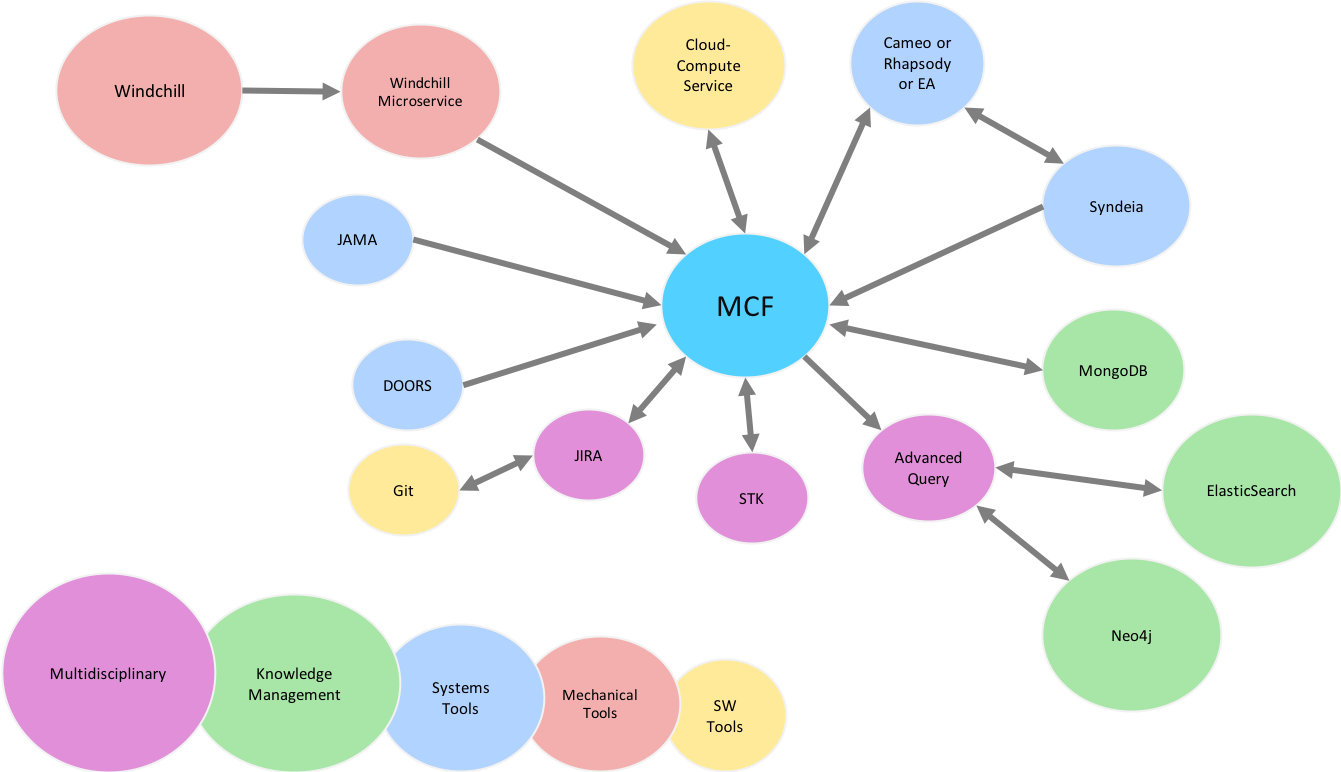 Windchill
Windchill
Microservice
Cloud-
Compute
Service
Cameo or
Rhapsody
or EA
Syndeia
JAMA
MCF
DOORS
MongoDB
JIRA
Git
STK
Advanced
Query
ElasticSearch
Neo4j
Multidisciplinary
Knowledge
Management
Systems
Tools
Mechanical
Tools
SW
Tools